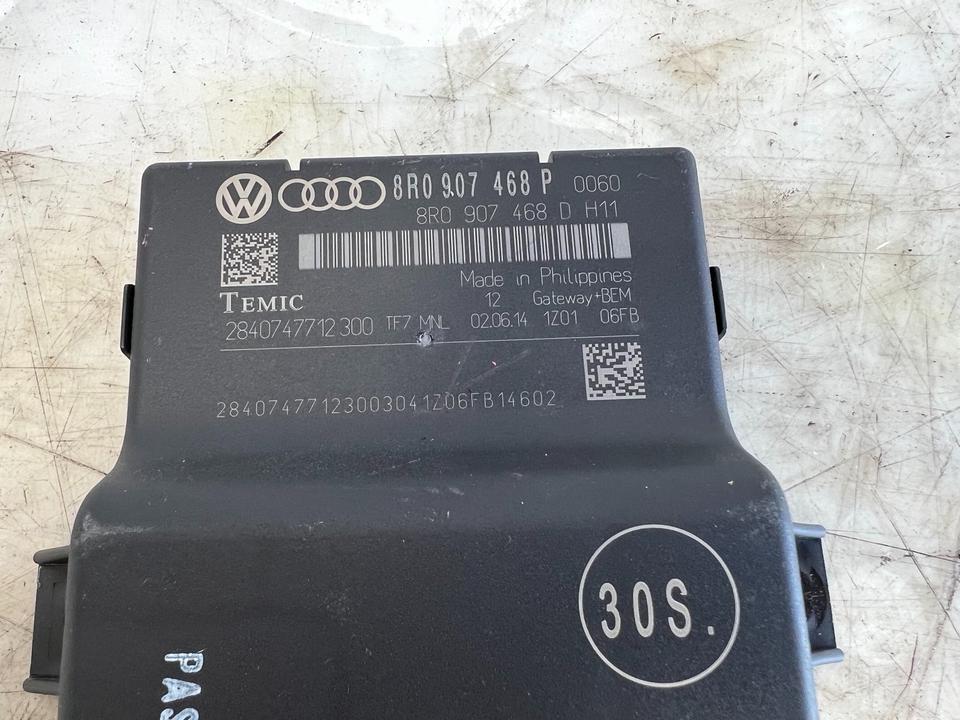 8R0 907 468 P 0060
8R0 907 468 D H11
Made in Philippines
TEMIC 12 Gateway+BEM
2840747712300 TF7 MNL 02.06.14 1Z01 06FB
28407477123003041Z06FB14602
30S.
PAS